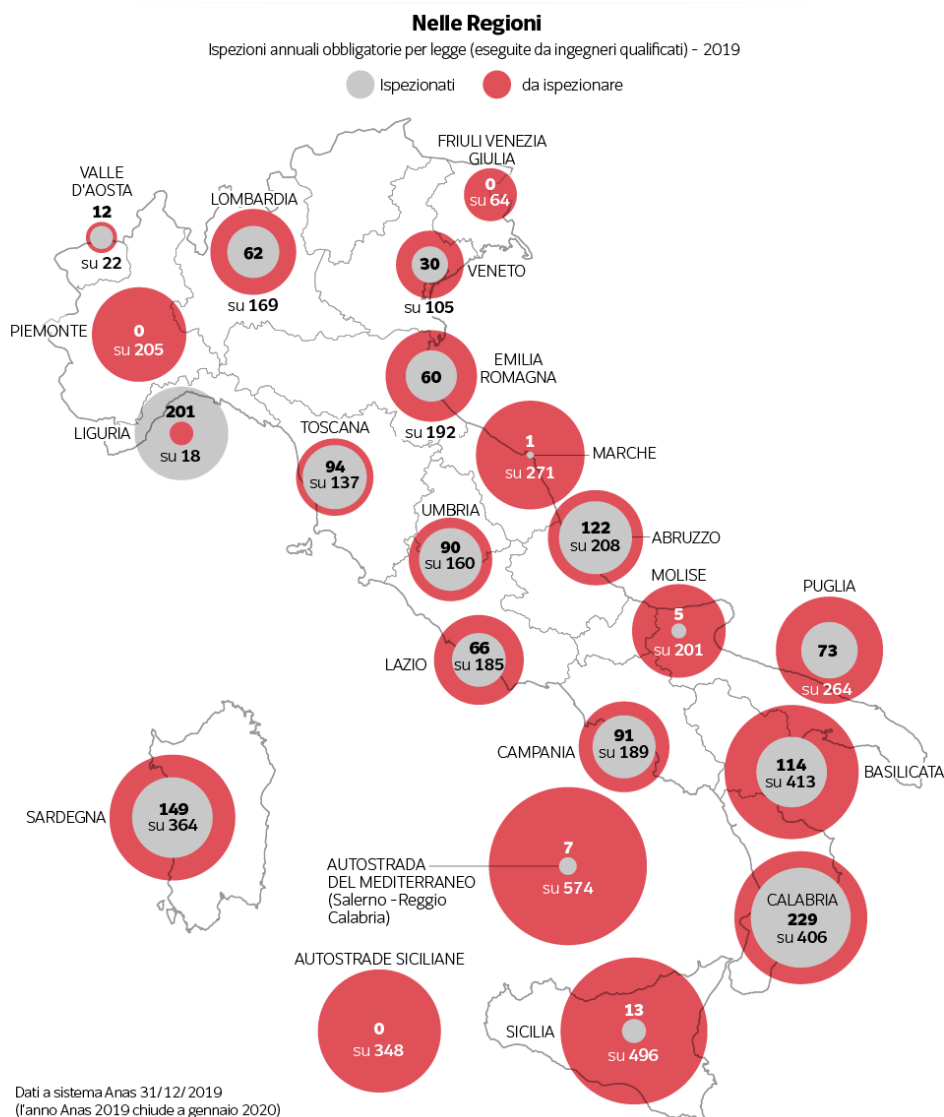 Nelle Regioni
Ispezioni annuali obbligatorie per legge (eseguite da ingegneri qualificati) - 2019
Ispezionati
da ispezionare
FRIULI VENEZIA
GIULIA
0
su 64
VALLE
D'AOSTA
12
su 22
LOMBARDIA
62
su 169
30
VENETO
su 105
PIEMONTE
0
su 205
EMILIA
ROMAGNA
60
su 192
LIGURIA
201
su 18
TOSCANA
94
su 137
1
su 271
MARCHE
UMBRIA
90
su 160
122
su 208
ABRUZZO
MOLISE
5
su 201
PUGLIA
73
su 264
LAZIO
66
su 185
CAMPANIA
91
su 189
114
su 413
BASILICATA
SARDEGNA
149
su 364
AUTOSTRADA
DEL MEDITERRANEO
(Salerno - Reggio
Calabria)
7
su 574
CALABRIA
229
su 406
AUTOSTRADE SICILIANE
0
su 348
SICILIA
13
su 496
Dati a sistema Anas 31/12/2019
(l'anno Anas 2019 chiude a gennaio 2020)